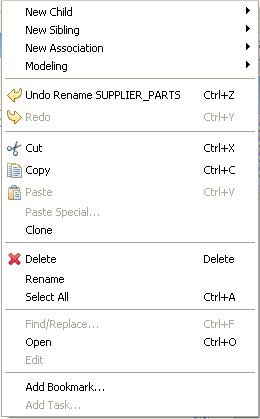 New Child
New Sibling
New Association
Modeling
Undo Rename SUPPLIER_PARTS Ctrl+Z
Redo Ctrl+Y
Cut Ctrl+X
Copy Ctrl+C
Paste Ctrl+V
Paste Special...
Clone
Delete Delete
Rename
Select All Ctrl+A
Find/Replace... Ctrl+F
Open Ctrl+O
Edit
Add Bookmark...
Add Task...